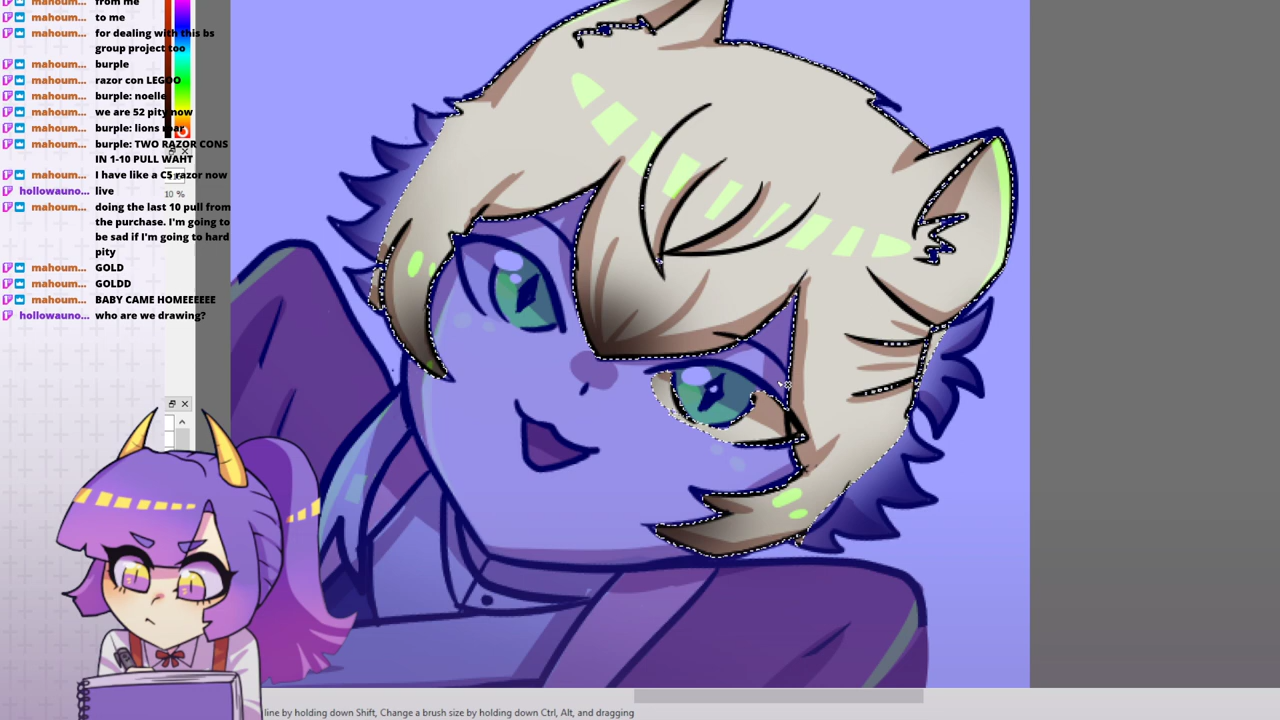 mahoum... from me
mahoum... to me
mahoum... for dealing with this bs
group project too
mahoum... burple
mahoum... razor con LEGOO
mahoum... burple: noelle
mahoum... we are 52 pity now
mahoum... burple: lions roar
mahoum... burple: TWO RAZOR CONS
IN 1-10 PULL WAHT
mahoum... I have like a C5 razor now
hollowauno... live
10 %
mahoum... doing the last 10 pull from
the purchase. I'm going to
be sad if I'm going to hard
pity
mahoum... GOLD
mahoum... GOLDD
mahoum... BABY CAME HOMEEEEEE
hollowauno... who are we drawing?
line by holding down Shift, Change a brush size by holding down Ctrl, Alt, and dragging